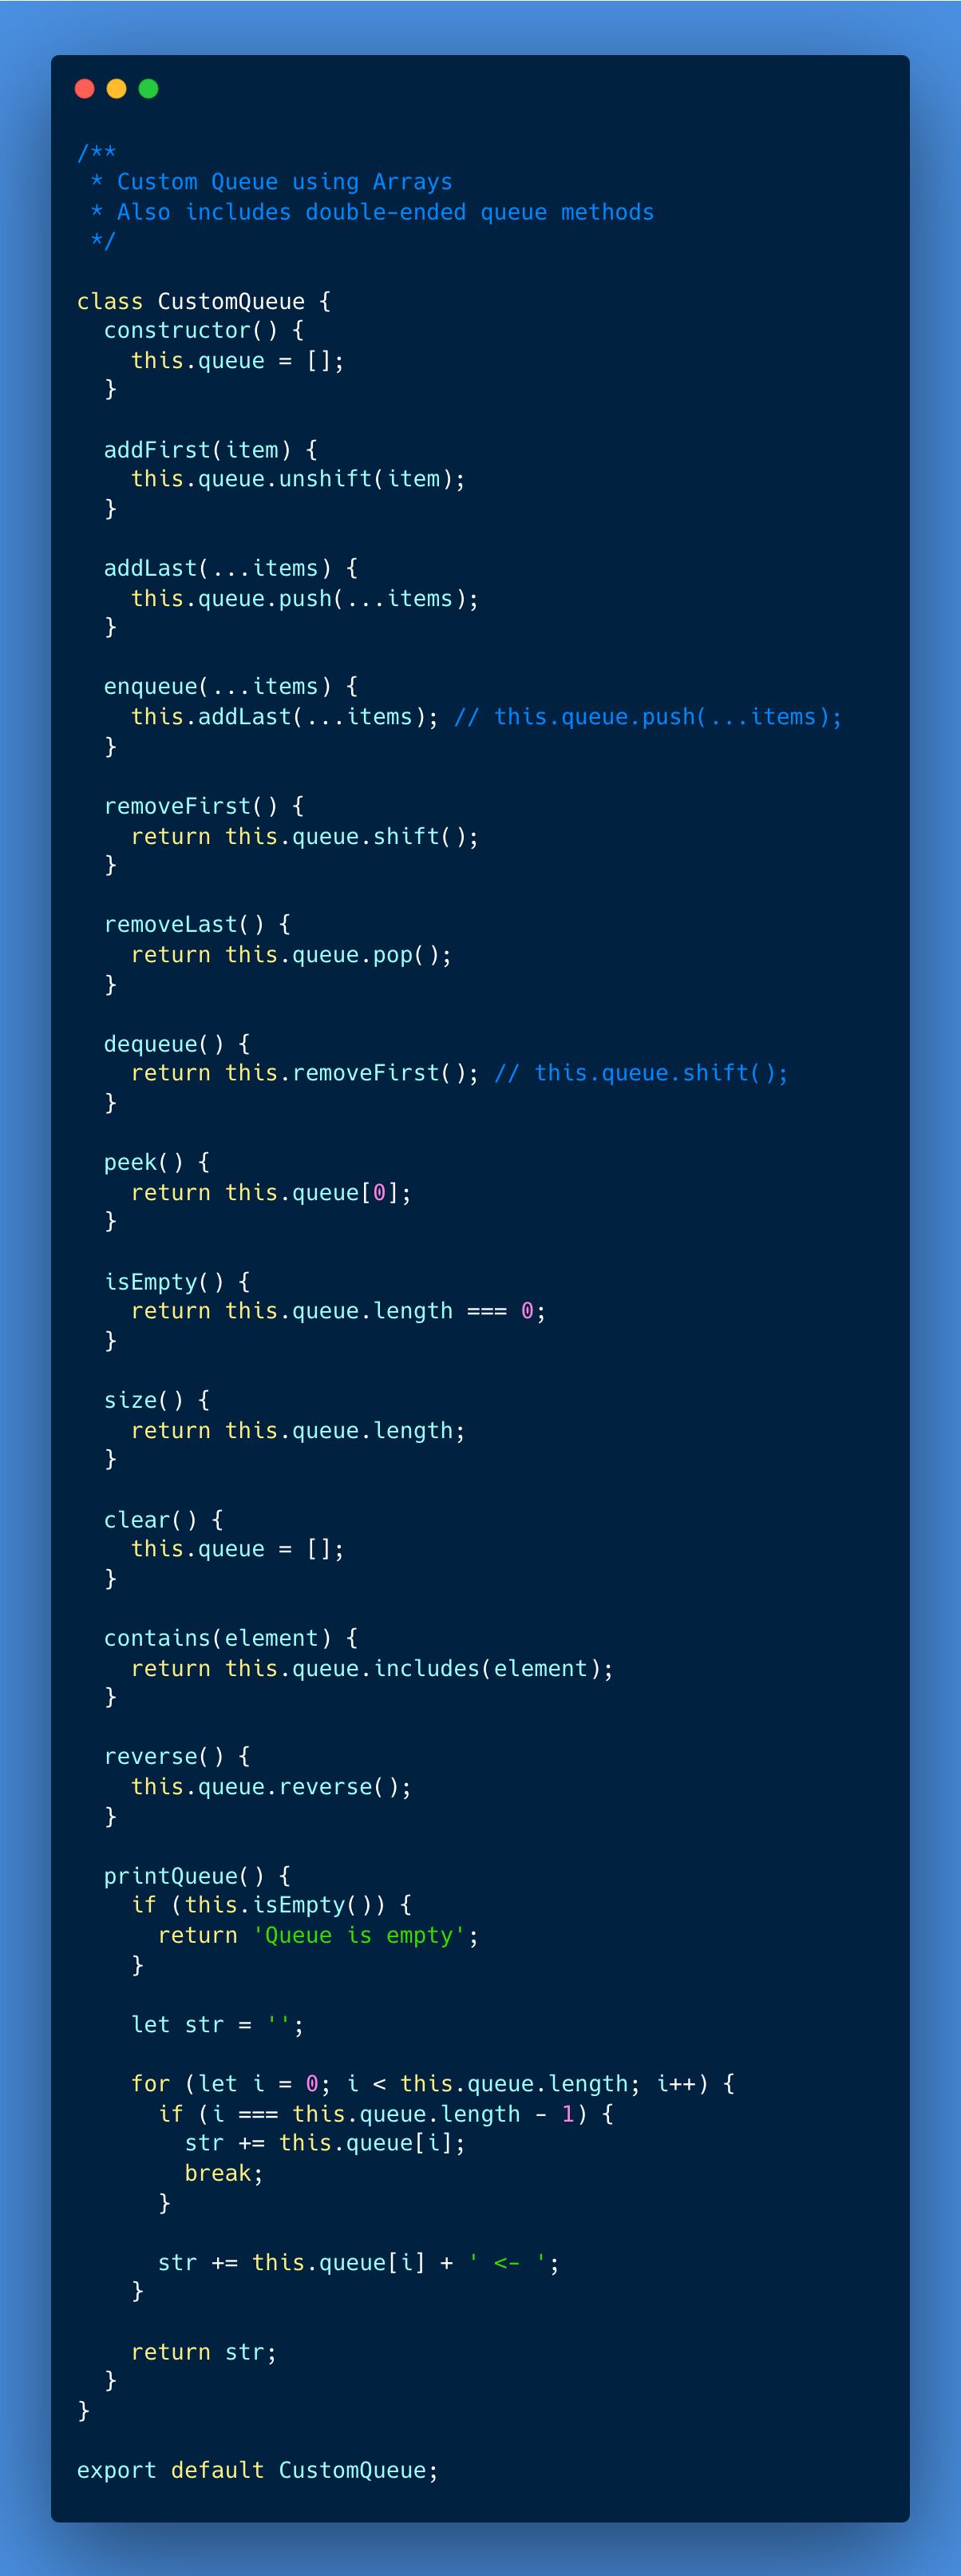 /**
 * Custom Queue using Arrays
 * Also includes double-ended queue methods
 */

class CustomQueue {
  constructor() {
    this.queue = [];
  }

  addFirst(item) {
    this.queue.unshift(item);
  }

  addLast(...items) {
    this.queue.push(...items);
  }

  enqueue(...items) {
    this.addLast(...items); // this.queue.push(...items);
  }

  removeFirst() {
    return this.queue.shift();
  }

  removeLast() {
    return this.queue.pop();
  }

  dequeue() {
    return this.removeFirst(); // this.queue.shift();
  }

  peek() {
    return this.queue[0];
  }

  isEmpty() {
    return this.queue.length === 0;
  }

  size() {
    return this.queue.length;
  }

  clear() {
    this.queue = [];
  }

  contains(element) {
    return this.queue.includes(element);
  }

  reverse() {
    this.queue.reverse();
  }

  printQueue() {
    if (this.isEmpty()) {
      return 'Queue is empty';
    }

    let str = '';

    for (let i = 0; i < this.queue.length; i++) {
      if (i === this.queue.length - 1) {
        str += this.queue[i];
        break;
      }

      str += this.queue[i] + ' <- ';
    }

    return str;
  }
}

export default CustomQueue;